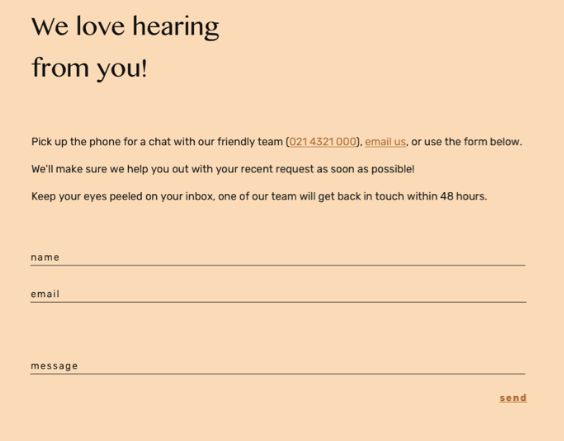 We love hearing
from you!
Pick up the phone for a chat with our friendly team (021 4321 000), email us, or use the form below.
We'll make sure we help you out with your recent request as soon as possible!
Keep your eyes peeled on your inbox, one of our team will get back in touch within 48 hours.
name
email
message
send